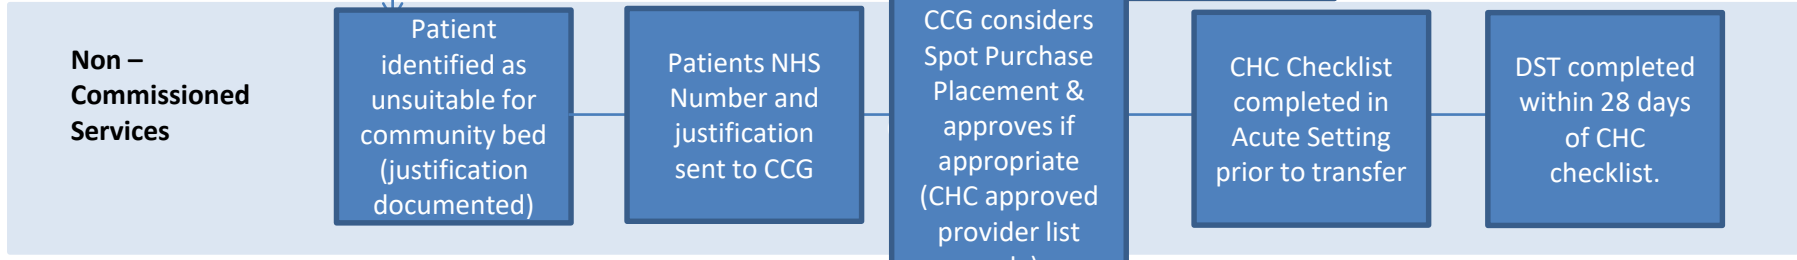 Non –
Commissioned
Services
Patient
identified as
unsuitable for
community bed
(justification
documented)
Patients NHS
Number and
justification
sent to CCG
CCG considers
Spot Purchase
Placement &
approves if
appropriate
(CHC approved
provider list
CHC Checklist
completed in
Acute Setting
prior to transfer
DST completed
within 28 days
of CHC
checklist.